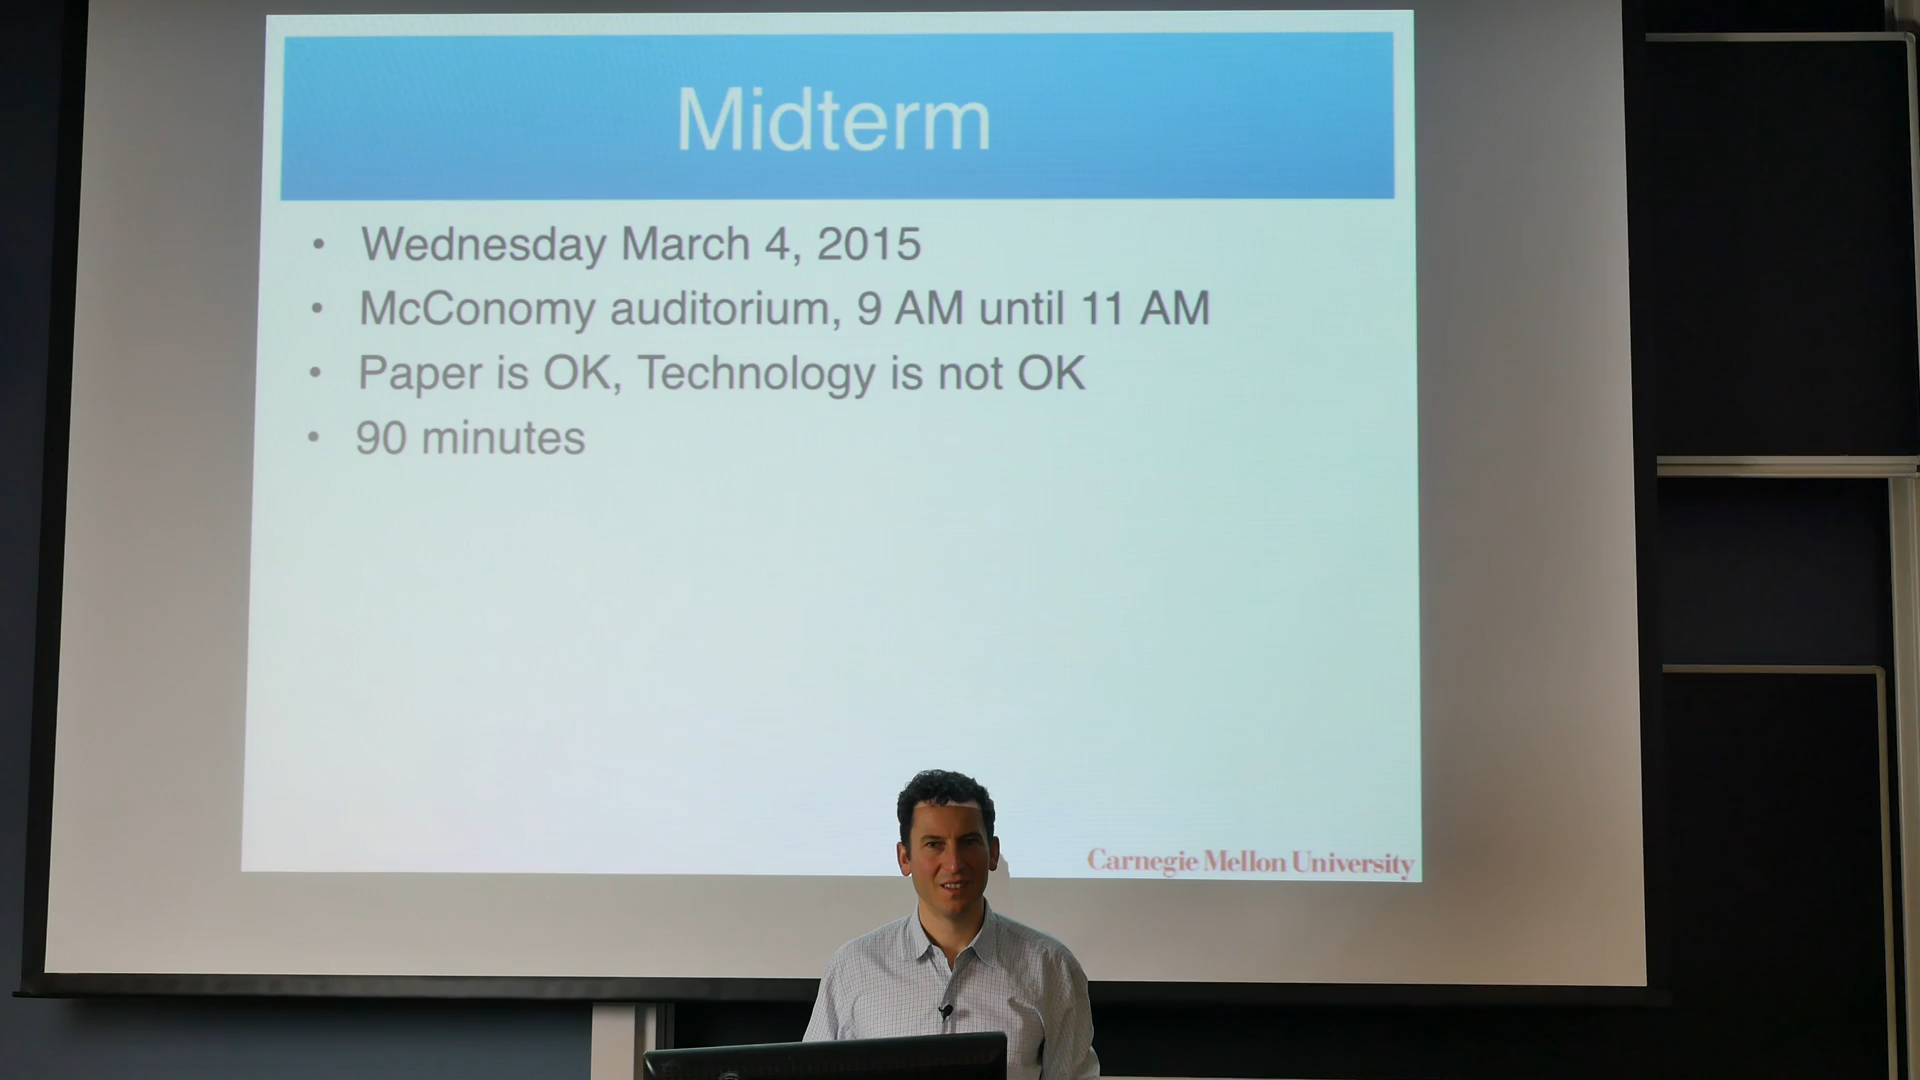 Midterm
• Wednesday March 4, 2015
• McConomy auditorium, 9 AM until 11 AM
• Paper is OK, Technology is not OK
• 90 minutes
Carnegie Mellon University